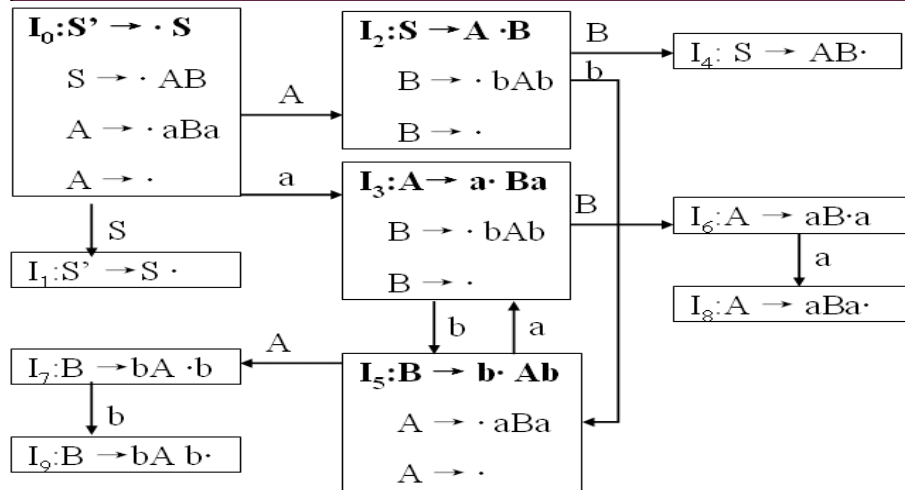 I₀:S’ → · S
S → · AB
A → · aBa
A → ·
A
a
S
I₁:S’ → S ·
I₂:S → A ·B
B → · bAb
B → ·
B
b
I₄: S → AB·
I₃:A → a· Ba
B → · bAb
B → ·
B
I₆:A → aB·a
a
I₈:A → aBa·
b
a
I₅:B → b· Ab
A → · aBa
A → ·
A
I₇:B → bA ·b
b
I₉:B → bA b·